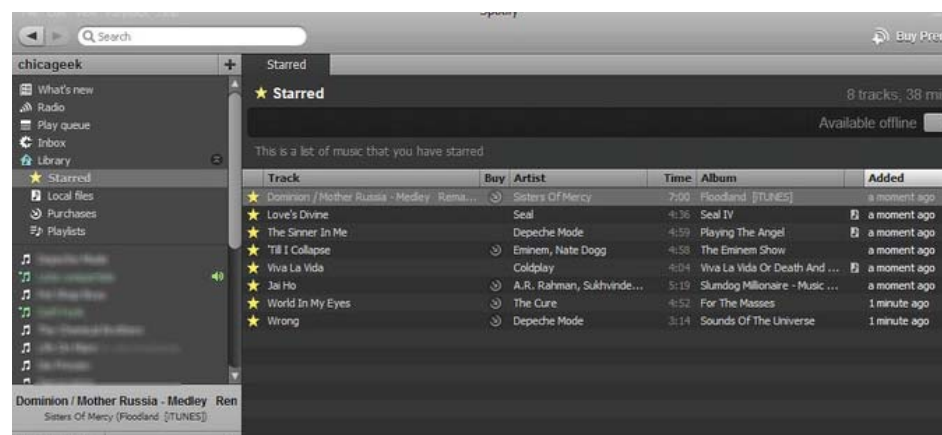 Spotify
Search
Buy Pre
chicageek
+
Starred
What's new
Radio
Play queue
Inbox
Library
Starred
Local files
Purchases
Playlists
Starred
8 tracks, 38 mi
Available offline
This is a list of music that you have starred
Track Buy Artist Time Album Added
Dominion / Mother Russia - Medley Rema... Sisters Of Mercy 7:00 Floodland [iTUNES] a moment ago
Love's Divine Seal 4:36 Seal IV a moment ago
The Sinner In Me Depeche Mode 4:59 Playing The Angel a moment ago
'Till I Collapse Eminem, Nate Dogg 4:58 The Eminem Show a moment ago
Viva La Vida Coldplay 4:04 Viva La Vida Or Death And ... a moment ago
Jai Ho A.R. Rahman, Sukhvinde... 5:19 Slumdog Millionaire - Music ... a moment ago
World In My Eyes The Cure 4:52 For The Masses 1 minute ago
Wrong Depeche Mode 3:14 Sounds Of The Universe 1 minute ago
Dominion / Mother Russia - Medley Rem
Sisters Of Mercy (Floodland [iTUNES])